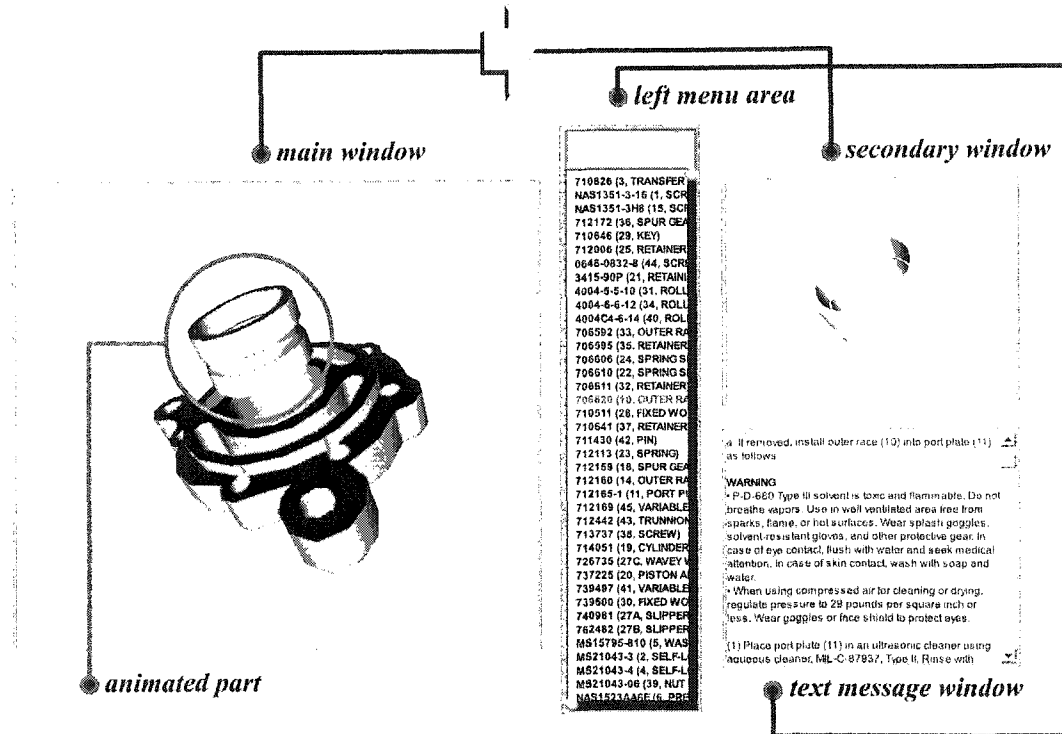 left menu area
main window
secondary window
710826 (3, TRANSFER
NAS1351-3-16 (1, SCR
NAS1351-3H8 (15, SCR
712172 (36, SPUR GEA
710646 (29, KEY)
712006 (25, RETAINER
0646-0832-8 (44, SCR
3415-90P (21, RETAIN
4004-5-5-10 (31, ROLL
4004-6-6-12 (34, ROLL
4004C4-6-14 (40, ROL
706592 (33, OUTER RA
706595 (35, RETAINER
706606 (24, SPRING S
706610 (22, SPRING S
706611 (32, RETAINER
706620 (10, OUTER RA
710511 (28, FIXED WO
710641 (37, RETAINER
711430 (42, PIN)
712113 (23, SPRING)
712159 (18, SPUR GEA
712160 (14, OUTER RA
712165-1 (11, PORT P
712169 (45, VARIABLE
712442 (43, TRUNNION
713737 (38, SCREW)
714051 (19, CYLINDER
726735 (27C, WAVEY
737225 (20, PISTON A
739497 (41, VARIABLE
739500 (30, FIXED WO
740961 (27A, SLIPPER
762482 (27B, SLIPPER
MS15795-810 (5, WAS
MS21043-3 (2, SELF-L
MS21043-4 (4, SELF-L
MS21043-06 (39, NUT
NAS1523AA6E (6, PRE
a. If removed, install outer race (10) into port plate (11)
as follows
WARNING
• P-D-680 Type III solvent is toxic and flammable. Do not
breathe vapors. Use in well ventilated area free from
sparks, flame, or hot surfaces. Wear splash goggles,
solvent-resistant gloves, and other protective gear. In
case of eye contact, flush with water and seek medical
attention. In case of skin contact, wash with soap and
water.
• When using compressed air for cleaning or drying,
regulate pressure to 29 pounds per square inch or
less. Wear goggles or face shield to protect eyes.
(1) Place port plate (11) in an ultrasonic cleaner using
aqueous cleaner, MIL-C-87937, Type II. Rinse with
animated part
text message window